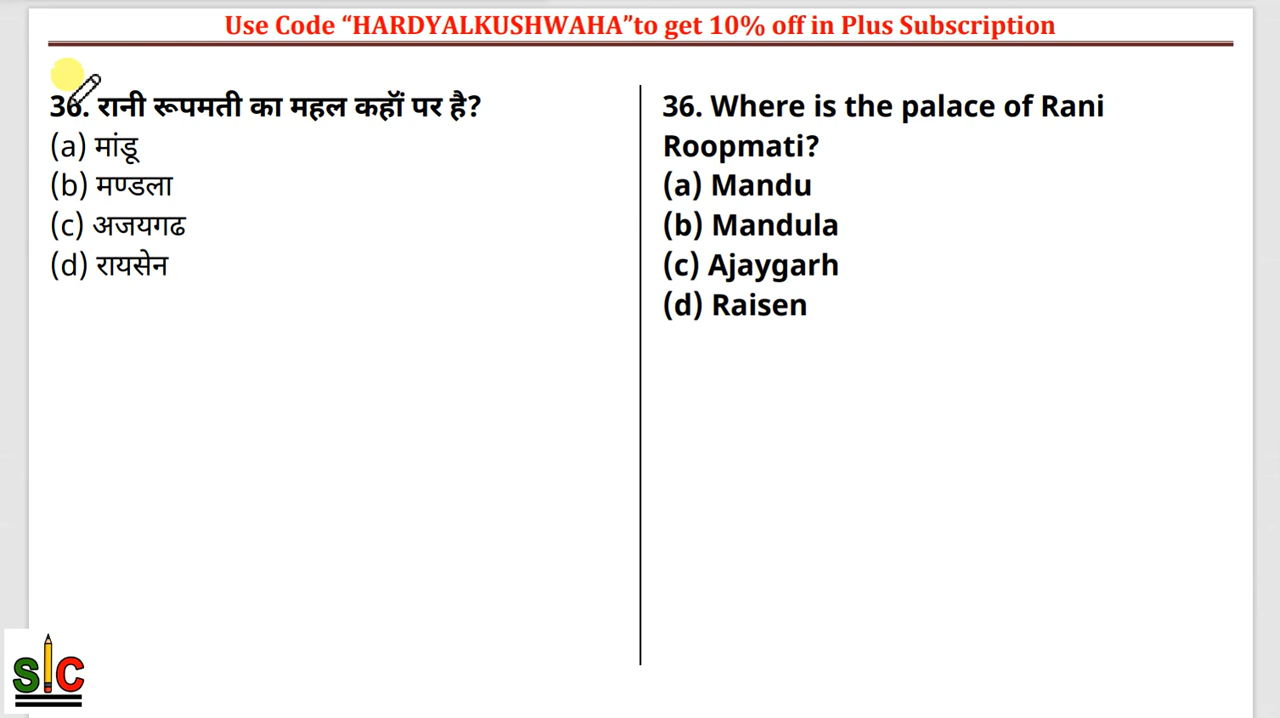 Use Code “HARDYALKUSHWAHA”to get 10% off in Plus Subscription
36. रानी रूपमती का महल कहॉं पर है?
(a) मांडू
(b) मण्डला
(c) अजयगढ
(d) रायसेन
36. Where is the palace of Rani
Roopmati?
(a) Mandu
(b) Mandula
(c) Ajaygarh
(d) Raisen
SIC